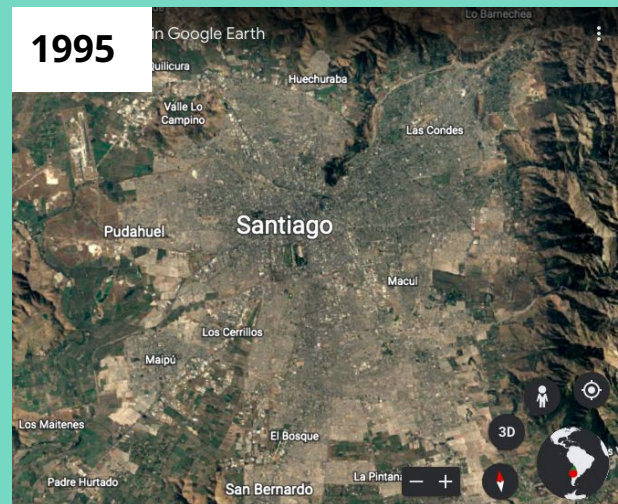 1995
in Google Earth
Lo Barnechea
Quilicura
Huechuraba
Valle Lo
Campino
Las Condes
Pudahuel
Santiago
Macul
Los Cerrillos
Maipú
Los Maitenes
El Bosque
3D
Padre Hurtado
San Bernardo
La Pintana